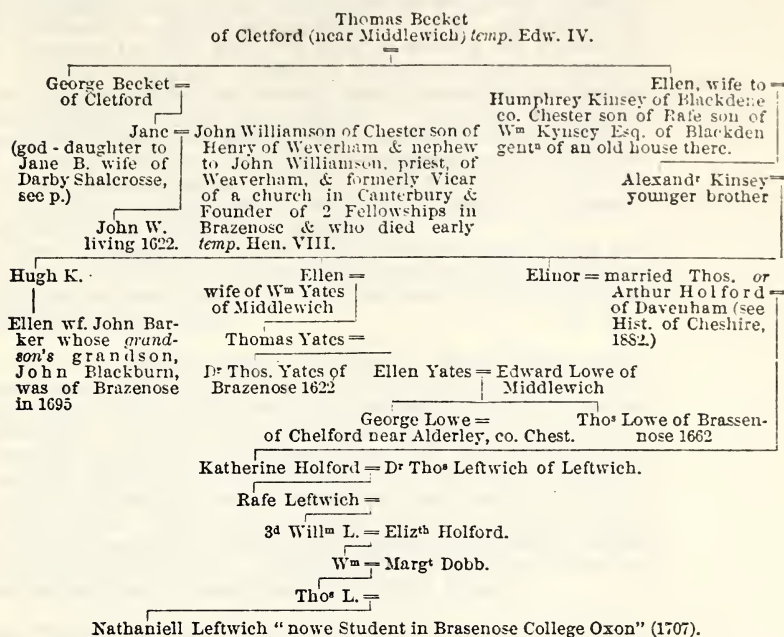 Thomas Becket
of Cletford (near Middlewich) temp. Edw. IV.
=
George Becket =
of Cletford
Ellen, wife to
Humphrey Kinsey of Blackdene =
co. Chester son of Rafe son of
Wm Kynsey Esq. of Blackden
gentn of an old house there.
Jane =
(god-daughter to
Jane B. wife of
Darby Shalcrosse,
see p.)
John Williamson of Chester son of
Henry of Weverham & nephew
to John Williamson, priest, of
Weaverham, & formerly Vicar
of a church in Canterbury &
Founder of 2 Fellowships in
Brazenose & who died early
temp. Hen. VIII.
Alexandr Kinsey =
younger brother
John W.
living 1622.
Hugh K.
Ellen =
wife of Wm Yates
of Middlewich
Elinor = married Thos. or
Arthur Holford =
of Davenham (see
Hist. of Cheshire,
1882.)
Ellen wf. John Bar-
ker whose grand-
son's grandson,
John Blackburn,
was of Brazenose
in 1695
Thomas Yates =
Dr Thos. Yates of
Brazenose 1622
Ellen Yates = Edward Lowe of
Middlewich
George Lowe =
of Chelford near Alderley, co. Chest.
Thos Lowe of Brassen-
nose 1662
Katherine Holford = Dr Thos Leftwich of Leftwich.
Rafe Leftwich =
3d Willm L. = Elizth Holford.
Wm = Margt Dobb.
Thos L. =
Nathaniell Leftwich "nowe Student in Brasenose College Oxon" (1707).